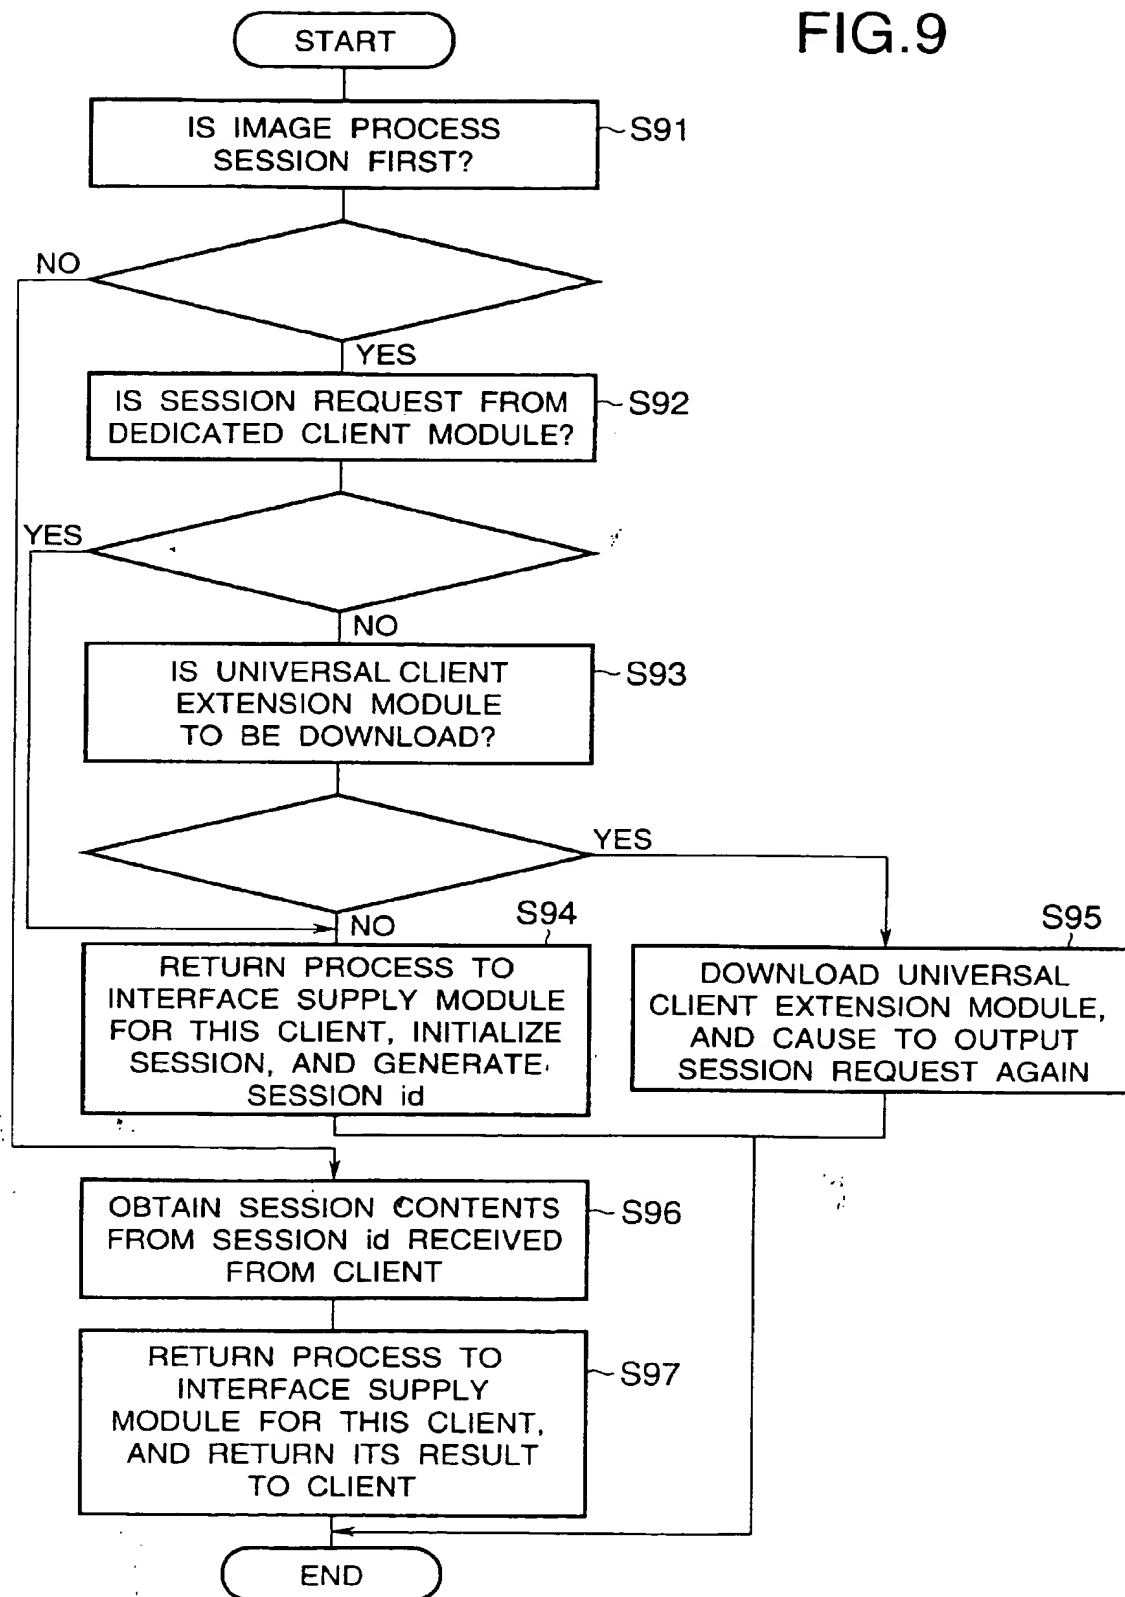 FIG.9
START
IS IMAGE PROCESS
SESSION FIRST?
S91
NO
YES
IS SESSION REQUEST FROM
DEDICATED CLIENT MODULE?
S92
YES
NO
IS UNIVERSAL CLIENT
EXTENSION MODULE
TO BE DOWNLOAD?
S93
YES
NO
S94
RETURN PROCESS TO
INTERFACE SUPPLY MODULE
FOR THIS CLIENT, INITIALIZE
SESSION, AND GENERATE
SESSION id
S95
DOWNLOAD UNIVERSAL
CLIENT EXTENSION MODULE,
AND CAUSE TO OUTPUT
SESSION REQUEST AGAIN
OBTAIN SESSION CONTENTS
FROM SESSION id RECEIVED
FROM CLIENT
S96
RETURN PROCESS TO
INTERFACE SUPPLY
MODULE FOR THIS CLIENT,
AND RETURN ITS RESULT
TO CLIENT
S97
END